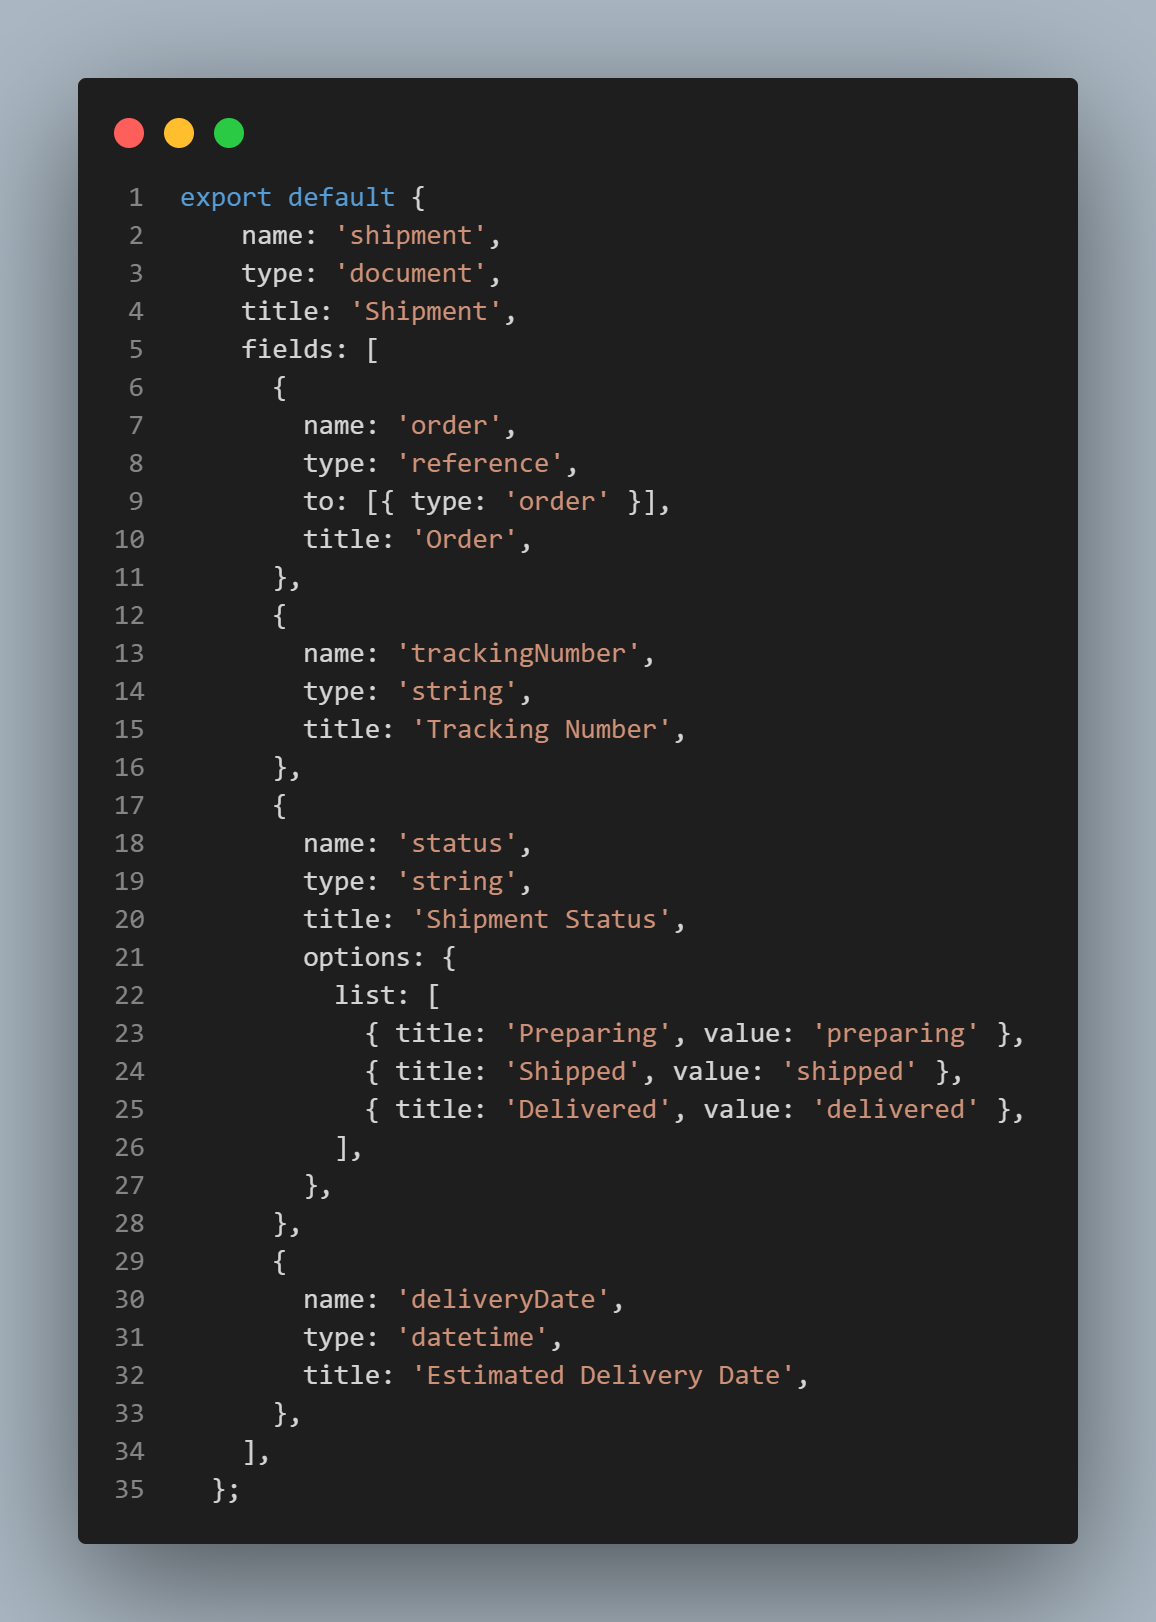 1 export default {
2     name: 'shipment',
3     type: 'document',
4     title: 'Shipment',
5     fields: [
6       {
7         name: 'order',
8         type: 'reference',
9         to: [{ type: 'order' }],
10         title: 'Order',
11       },
12       {
13         name: 'trackingNumber',
14         type: 'string',
15         title: 'Tracking Number',
16       },
17       {
18         name: 'status',
19         type: 'string',
20         title: 'Shipment Status',
21         options: {
22           list: [
23             { title: 'Preparing', value: 'preparing' },
24             { title: 'Shipped', value: 'shipped' },
25             { title: 'Delivered', value: 'delivered' },
26           ],
27         },
28       },
29       {
30         name: 'deliveryDate',
31         type: 'datetime',
32         title: 'Estimated Delivery Date',
33       },
34     ],
35   };